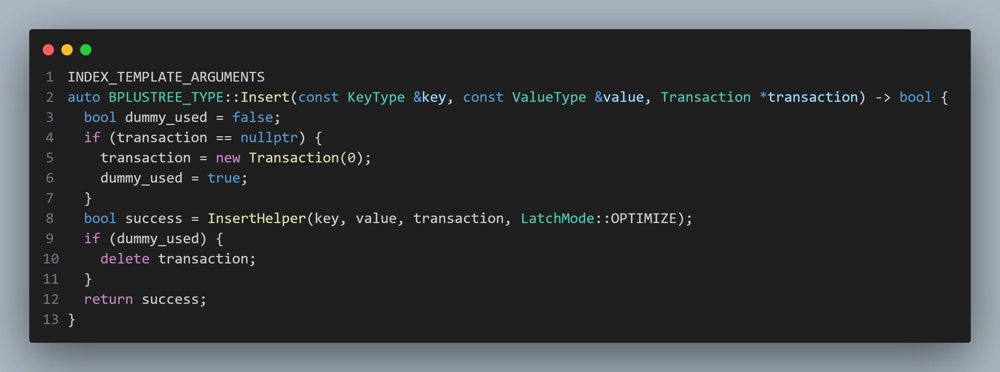 1 INDEX_TEMPLATE_ARGUMENTS
2 auto BPLUSTREE_TYPE::Insert(const KeyType &key, const ValueType &value, Transaction *transaction) -> bool {
3   bool dummy_used = false;
4   if (transaction == nullptr) {
5     transaction = new Transaction(0);
6     dummy_used = true;
7   }
8   bool success = InsertHelper(key, value, transaction, LatchMode::OPTIMIZE);
9   if (dummy_used) {
10     delete transaction;
11   }
12   return success;
13 }